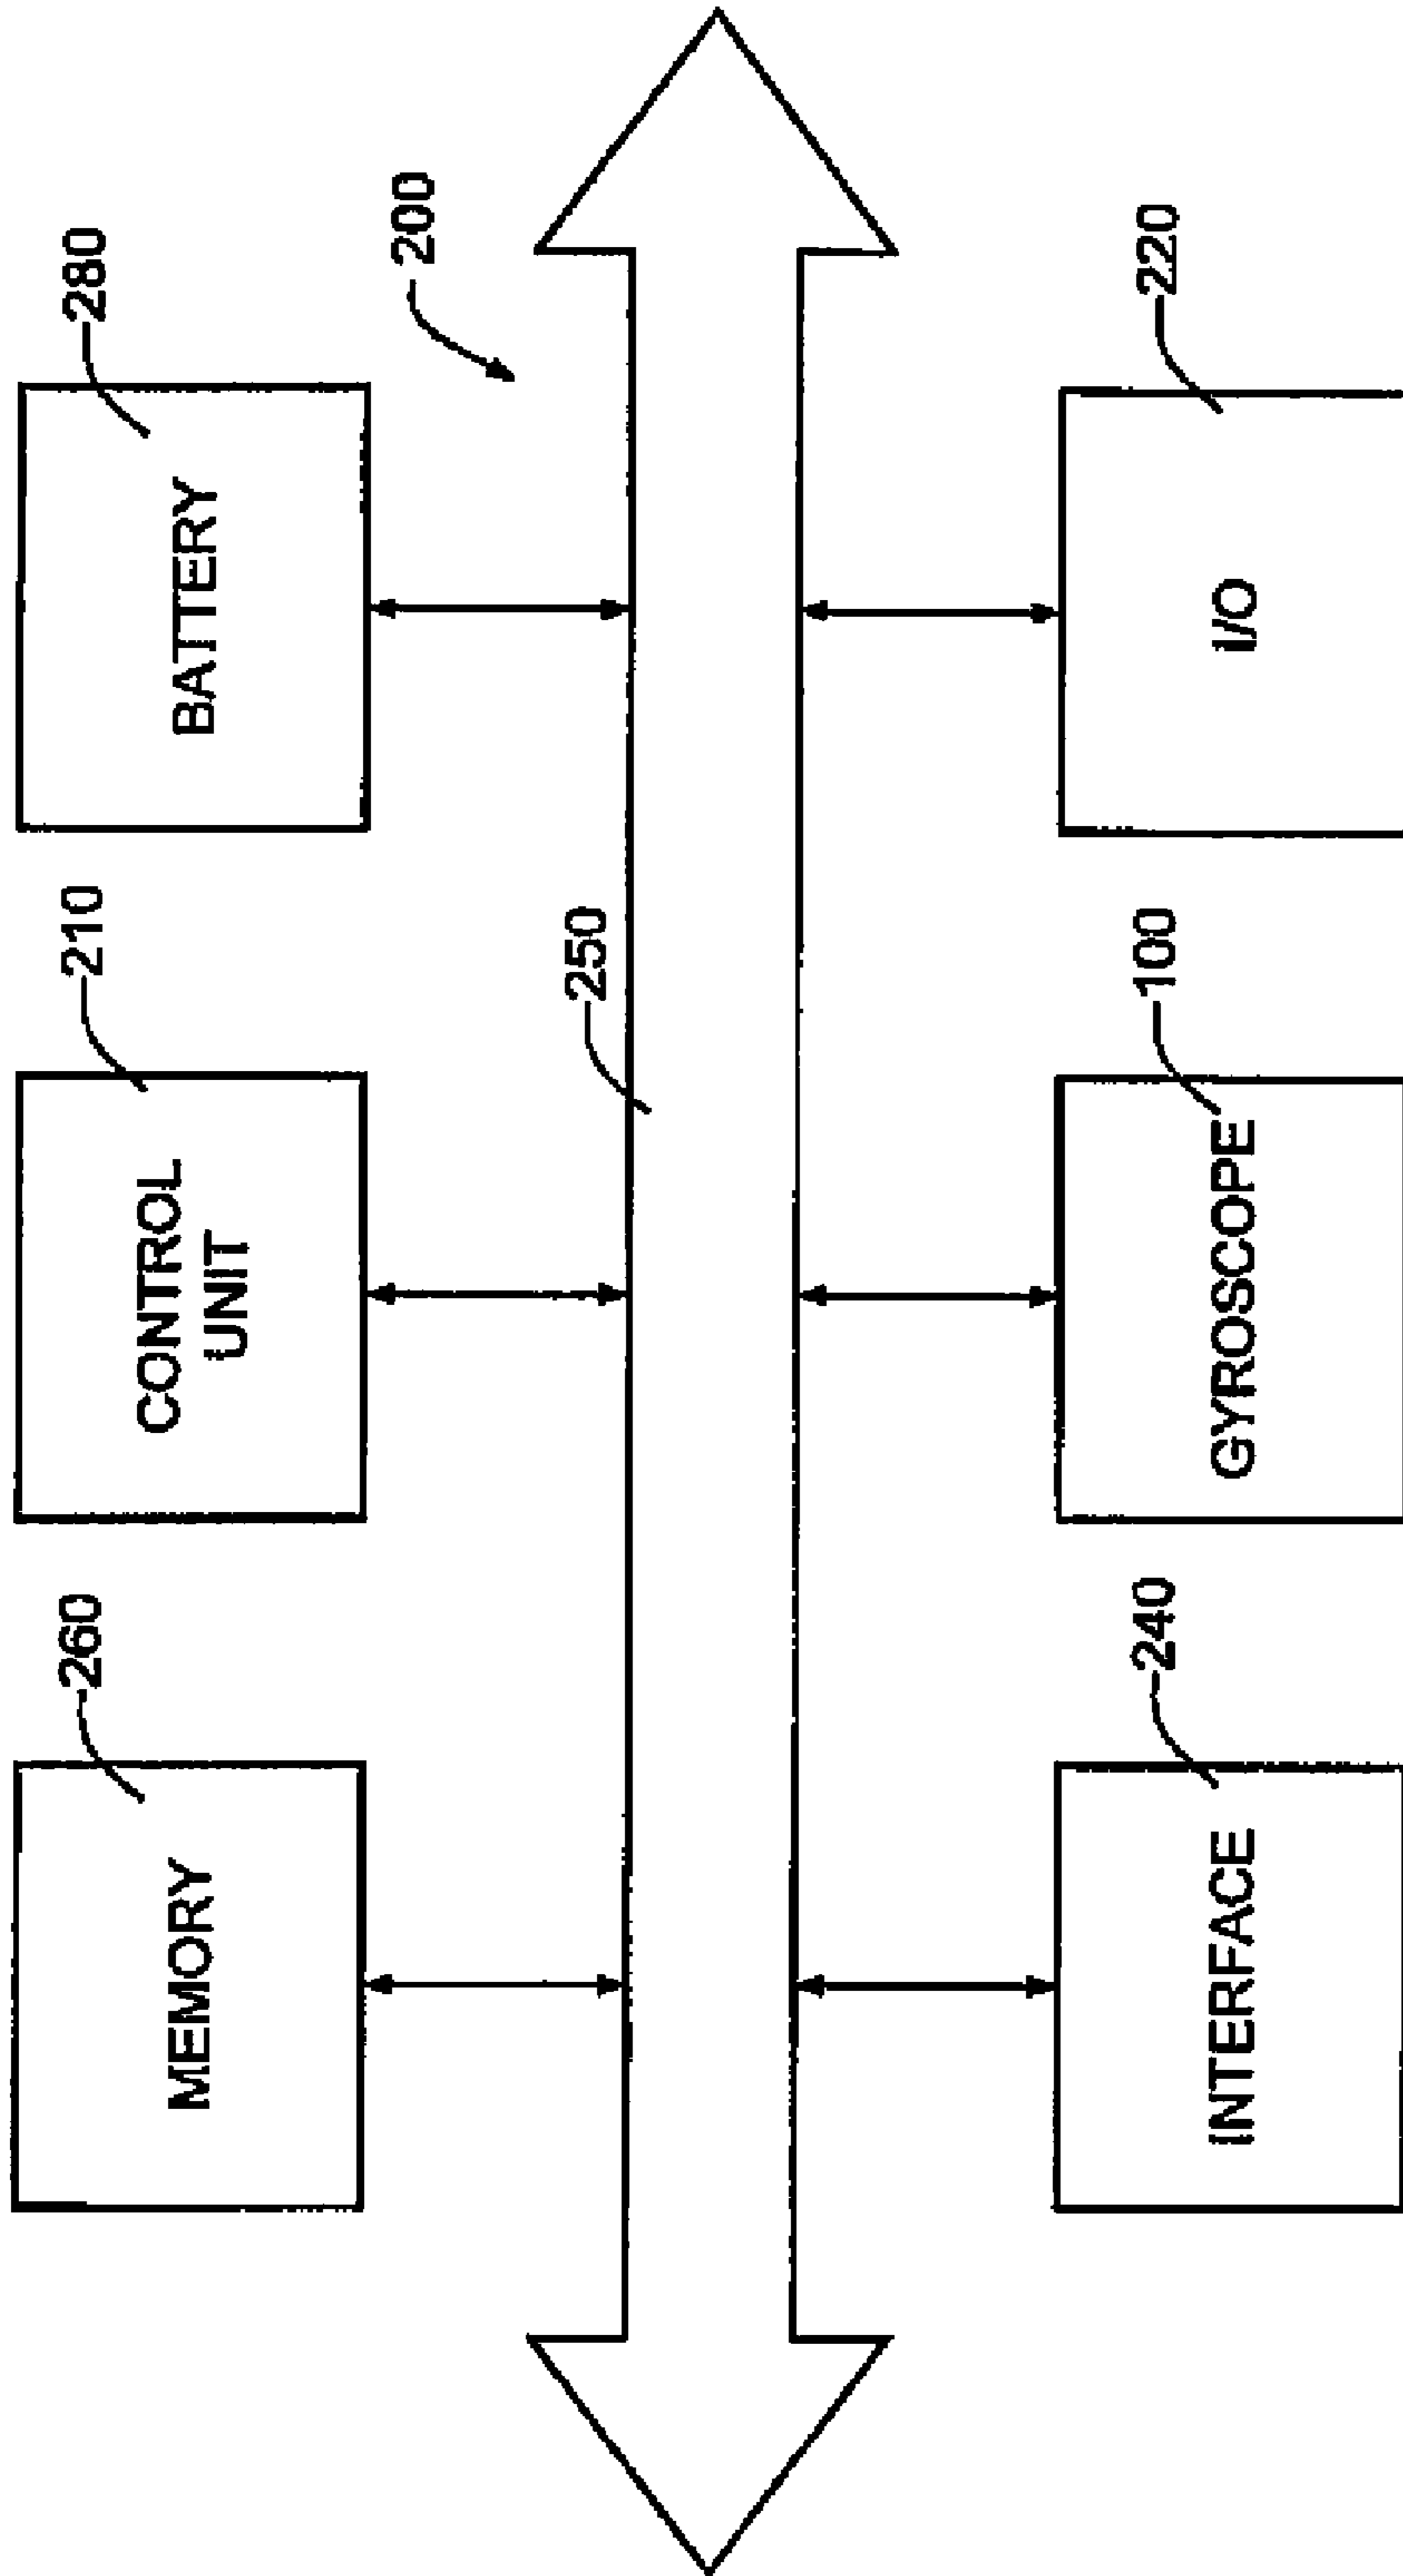 MEMORY
260
CONTROL
UNIT
210
BATTERY
280
200
250
INTERFACE
240
GYROSCOPE
100
I/O
220